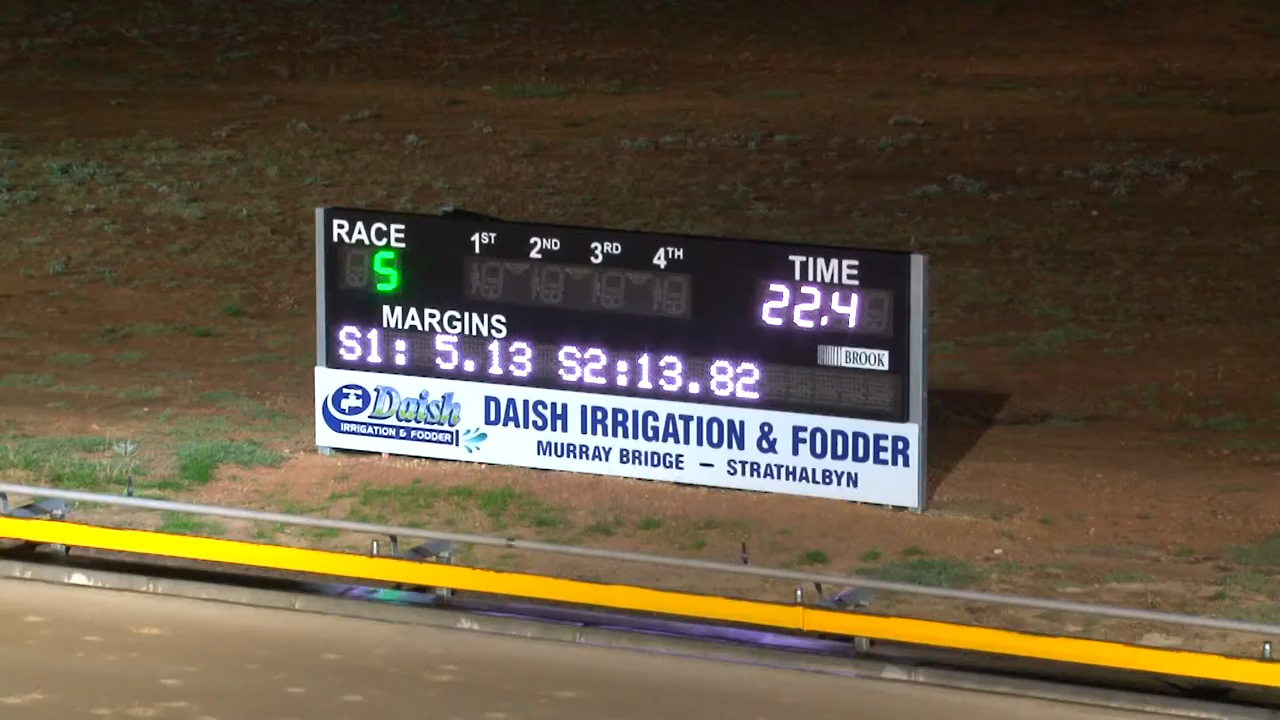 RACE 1ST 2ND 3RD 4TH TIME
5 22.4
MARGINS
S1: 5.13 S2:13.82
BROOK
Daish
IRRIGATION & FODDER
DAISH IRRIGATION & FODDER
MURRAY BRIDGE – STRATHALBYN